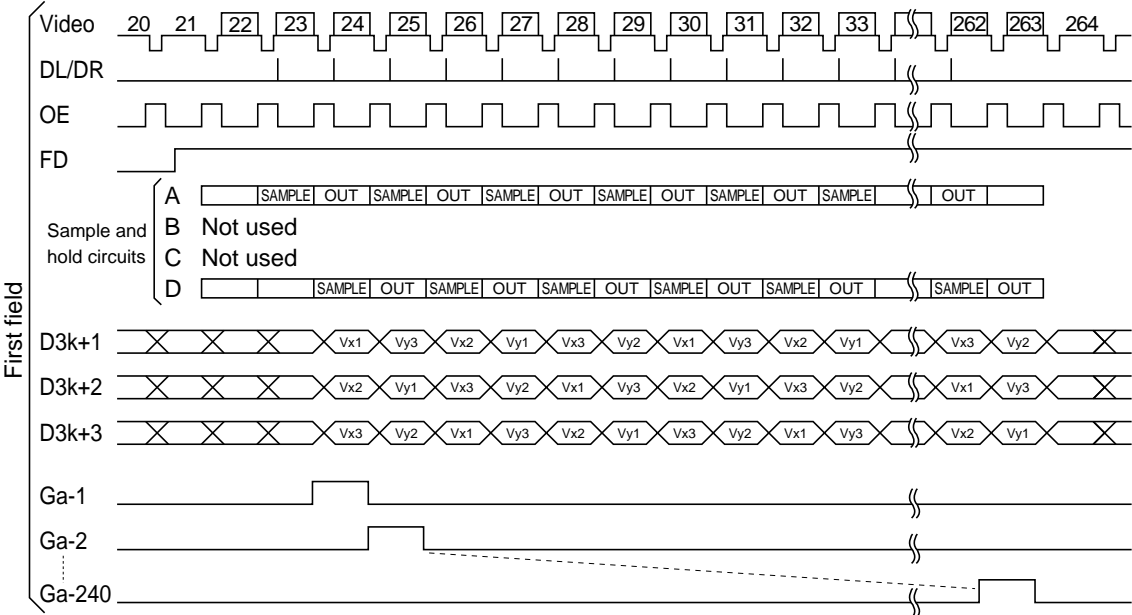 Video 20 21 22 23 24 25 26 27 28 29 30 31 32 33 262 263 264
DL/DR
OE
FD
First field
Sample and hold circuits
A SAMPLE OUT SAMPLE OUT SAMPLE OUT SAMPLE OUT SAMPLE OUT SAMPLE OUT
B Not used
C Not used
D SAMPLE OUT SAMPLE OUT SAMPLE OUT SAMPLE OUT SAMPLE OUT SAMPLE OUT
D3k+1 Vx1 Vy3 Vx2 Vy1 Vx3 Vy2 Vx1 Vy3 Vx2 Vy1 Vx3 Vy2
D3k+2 Vx2 Vy1 Vx3 Vy2 Vx1 Vy3 Vx2 Vy1 Vx3 Vy2 Vx1 Vy3
D3k+3 Vx3 Vy2 Vx1 Vy3 Vx2 Vy1 Vx3 Vy2 Vx1 Vy3 Vx2 Vy1
Ga-1
Ga-2
Ga-240